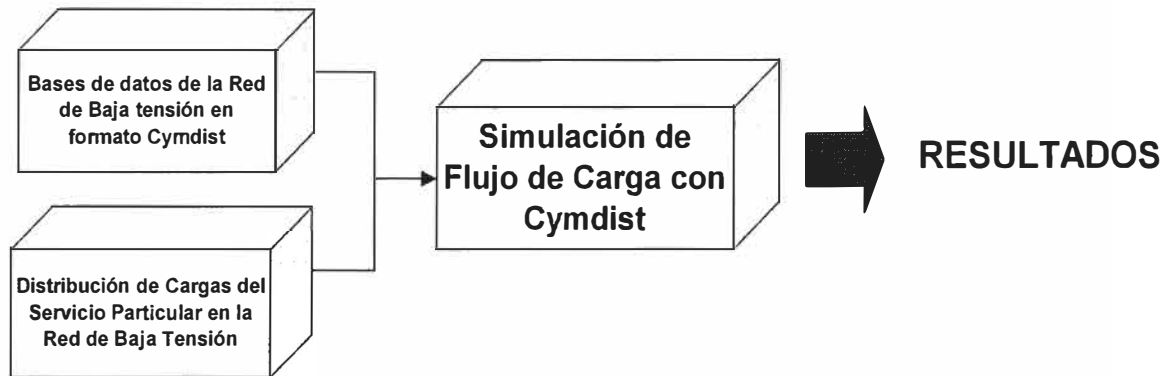 Bases de datos de la Red
de Baja tensión en
formato Cymdist
Distribución de Cargas del
Servicio Particular en la
Red de Baja Tensión
Simulación de
Flujo de Carga con
Cymdist
RESULTADOS